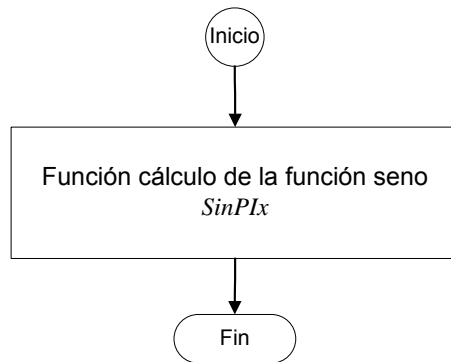 Inicio
Función cálculo de la función seno
SinPIx
Fin